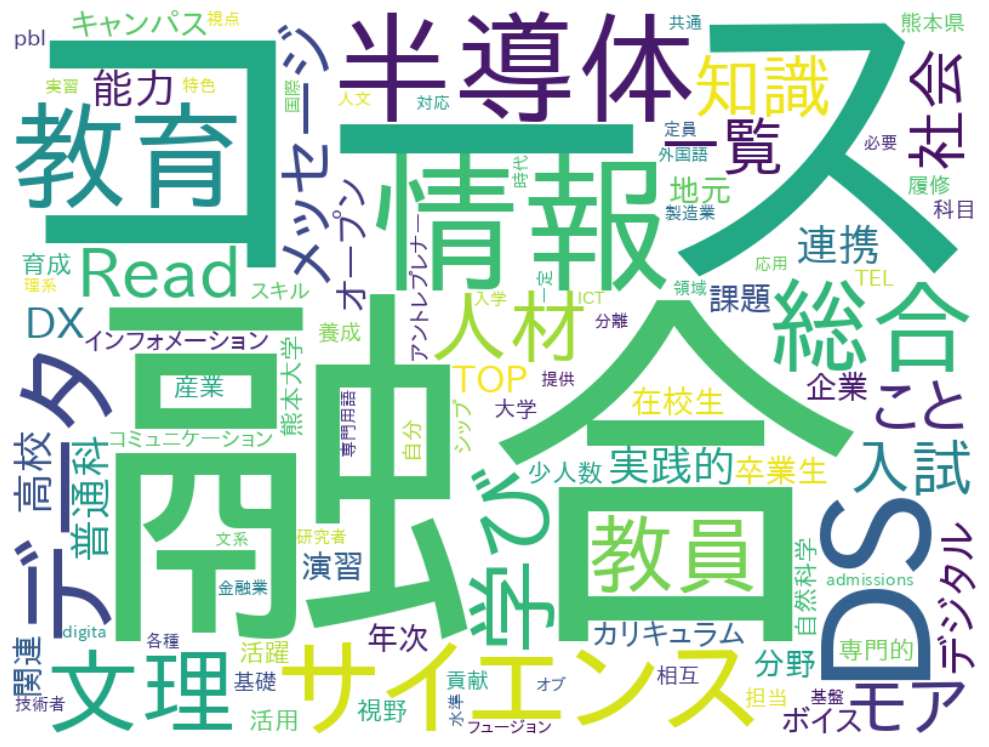 融合
コース
情報
半導体
教育
DS
データ
サイエンス
文理
総合
人材
教員
学び
知識
Read
メッセージ
社会
一覧
入試
こと
モア
デジタル
能力
キャンパス
pbl
実習
特色
国際
視点
人文
対応
共通
定員
外国語
地元
製造業
熊本県
必要
履修
科目
連携
応用
TEL
領域
課題
時代
一定
ICT
入学
分離
アントレプレナー
オープン
育成
理系
スキル
DX
インフォメーション
養成
熊本大学
産業
コミュニケーション
TOP
提供
大学
専門用語
自分
シップ
在校生
企業
少人数
実践的
卒業生
高校
普通科
文系
研究者
金融業
演習
自然科学
admissions
専門的
カリキュラム
分野
担当
基盤
ボイス
相互
オブ
貢献
水準
フュージョン
視野
年次
活躍
基礎
活用
各種
digita
関連
技術者